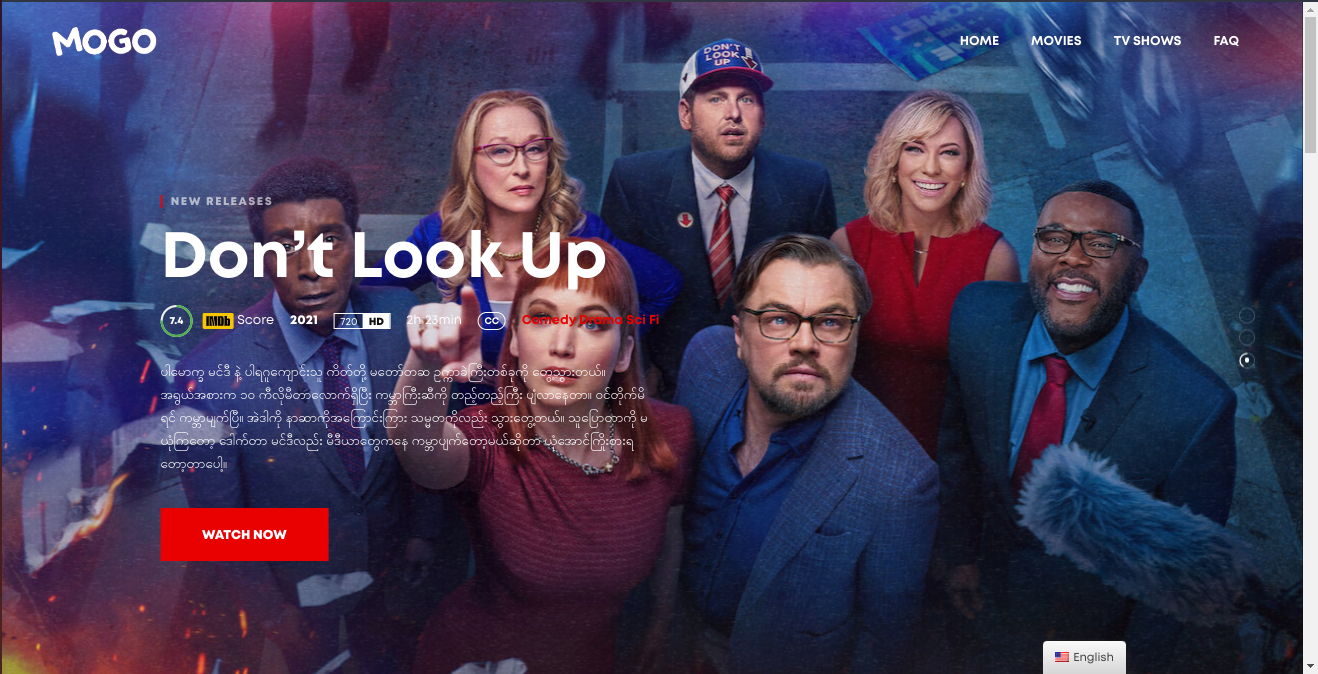 MOGO
HOME MOVIES TV SHOWS FAQ
DON'T LOOK UP
NEW RELEASES
Don't Look Up
7.4 IMDb Score 2021 720 HD 2h 23min CC Comedy Drama Sci Fi
ပါမောက္ခ မင်ဒီ နဲ့ ပါရဂူကျောင်းသူ ကိတ်တို့ မတော်တဆ ဥက္ကာခဲကြီးတစ်ခုကို တွေ့သွားတယ်။
အရွယ်အစားက ၁၀ ကီလိုမီတာလောက်ရှိပြီး ကမ္ဘာကြီးဆီကို တည့်တည့်ကြီး ပျံလာနေတာ။ ဝင်တိုက်မိ
ရင် ကမ္ဘာပျက်ပြီ။ အဲဒါကို နာဆာကိုအကြောင်းကြား သမ္မတကိုလည်း သွားတွေ့တယ်။ သူပြောတာကို မ
ယုံကြတော့ ဒေါက်တာ မင်ဒီလည်း မီဒီယာတွေကနေ ကမ္ဘာပျက်တော့မယ်ဆိုတာ ယုံအောင်ကြိုးစားရ
တော့တာပေါ့။
WATCH NOW
English